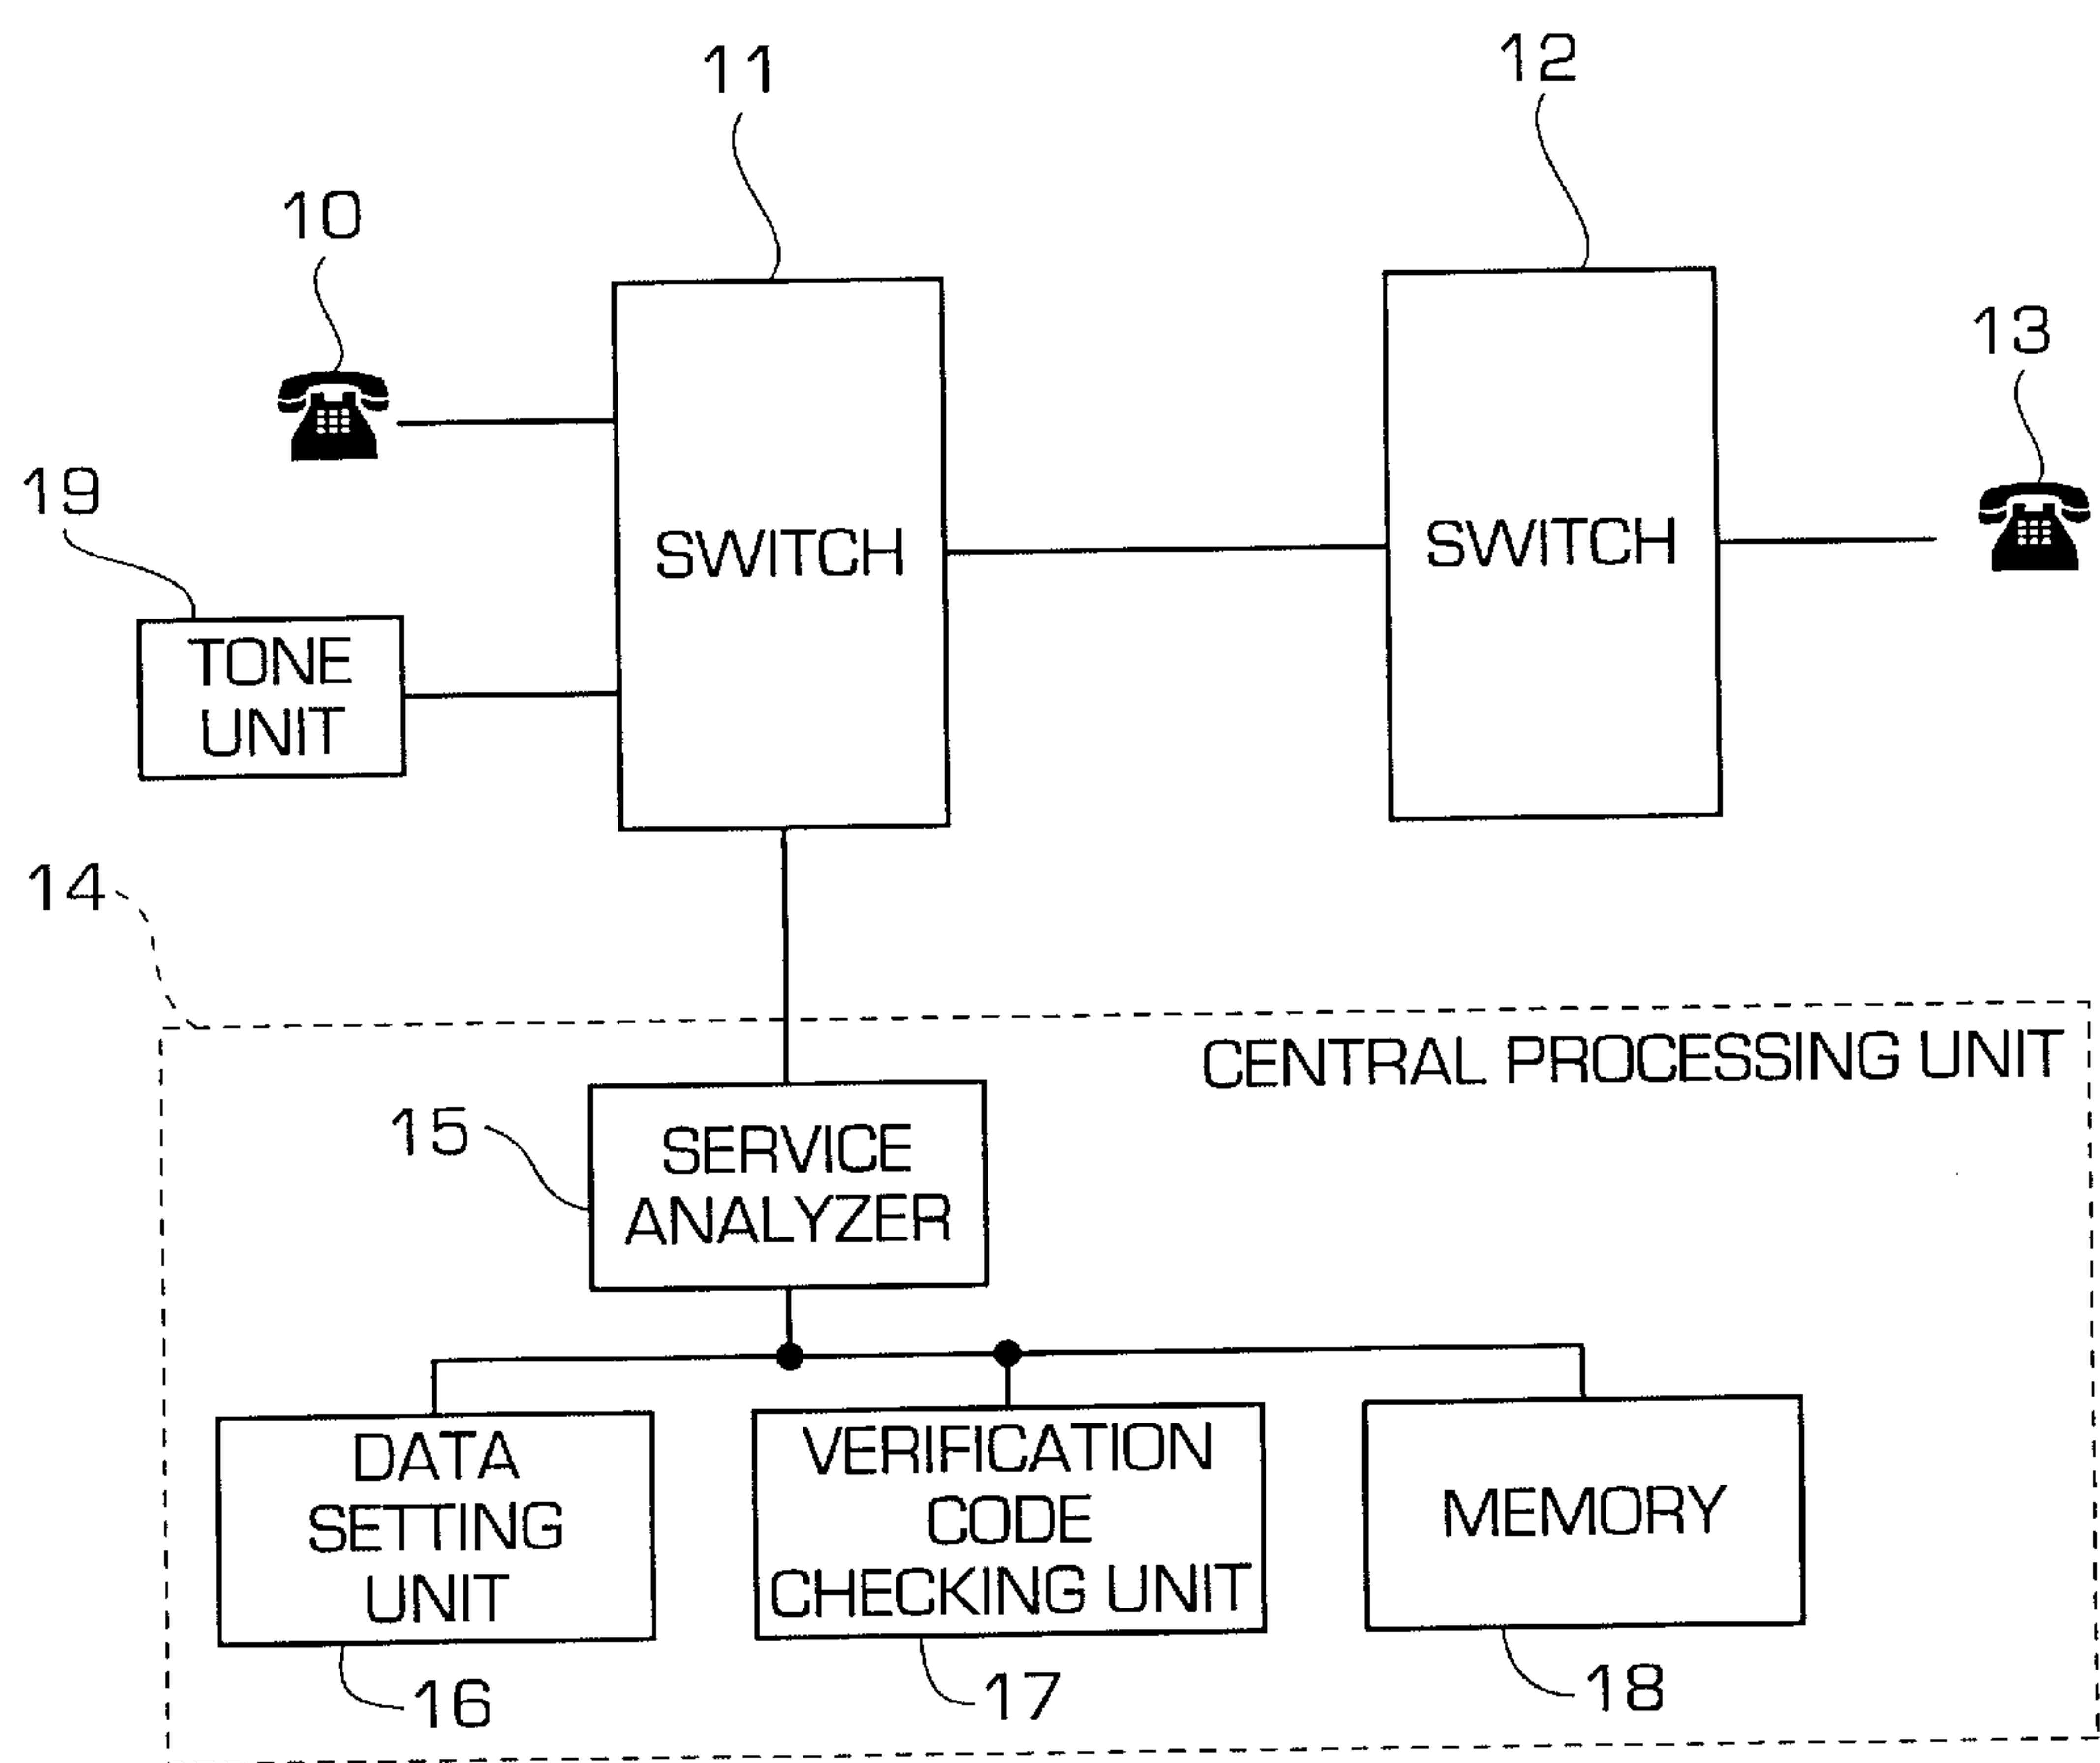 11
12
10
13
SWITCH
SWITCH
19
TONE
UNIT
14
CENTRAL PROCESSING UNIT
15
SERVICE
ANALYZER
DATA
SETTING
UNIT
VERIFICATION
CODE
CHECKING UNIT
MEMORY
16
17
18